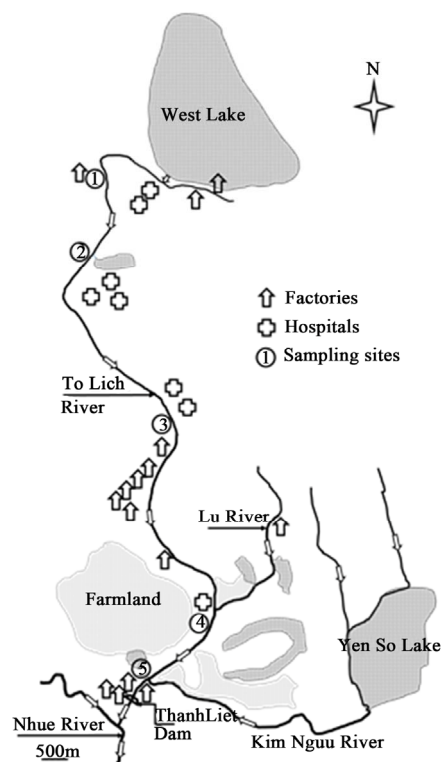 West Lake
N
1
2
Factories
Hospitals
1 Sampling sites
To Lich
River
3
Lu River
Farmland
4
Yen So Lake
5
ThanhLiet
Dam
Nhue River
500m
Kim Nguu River